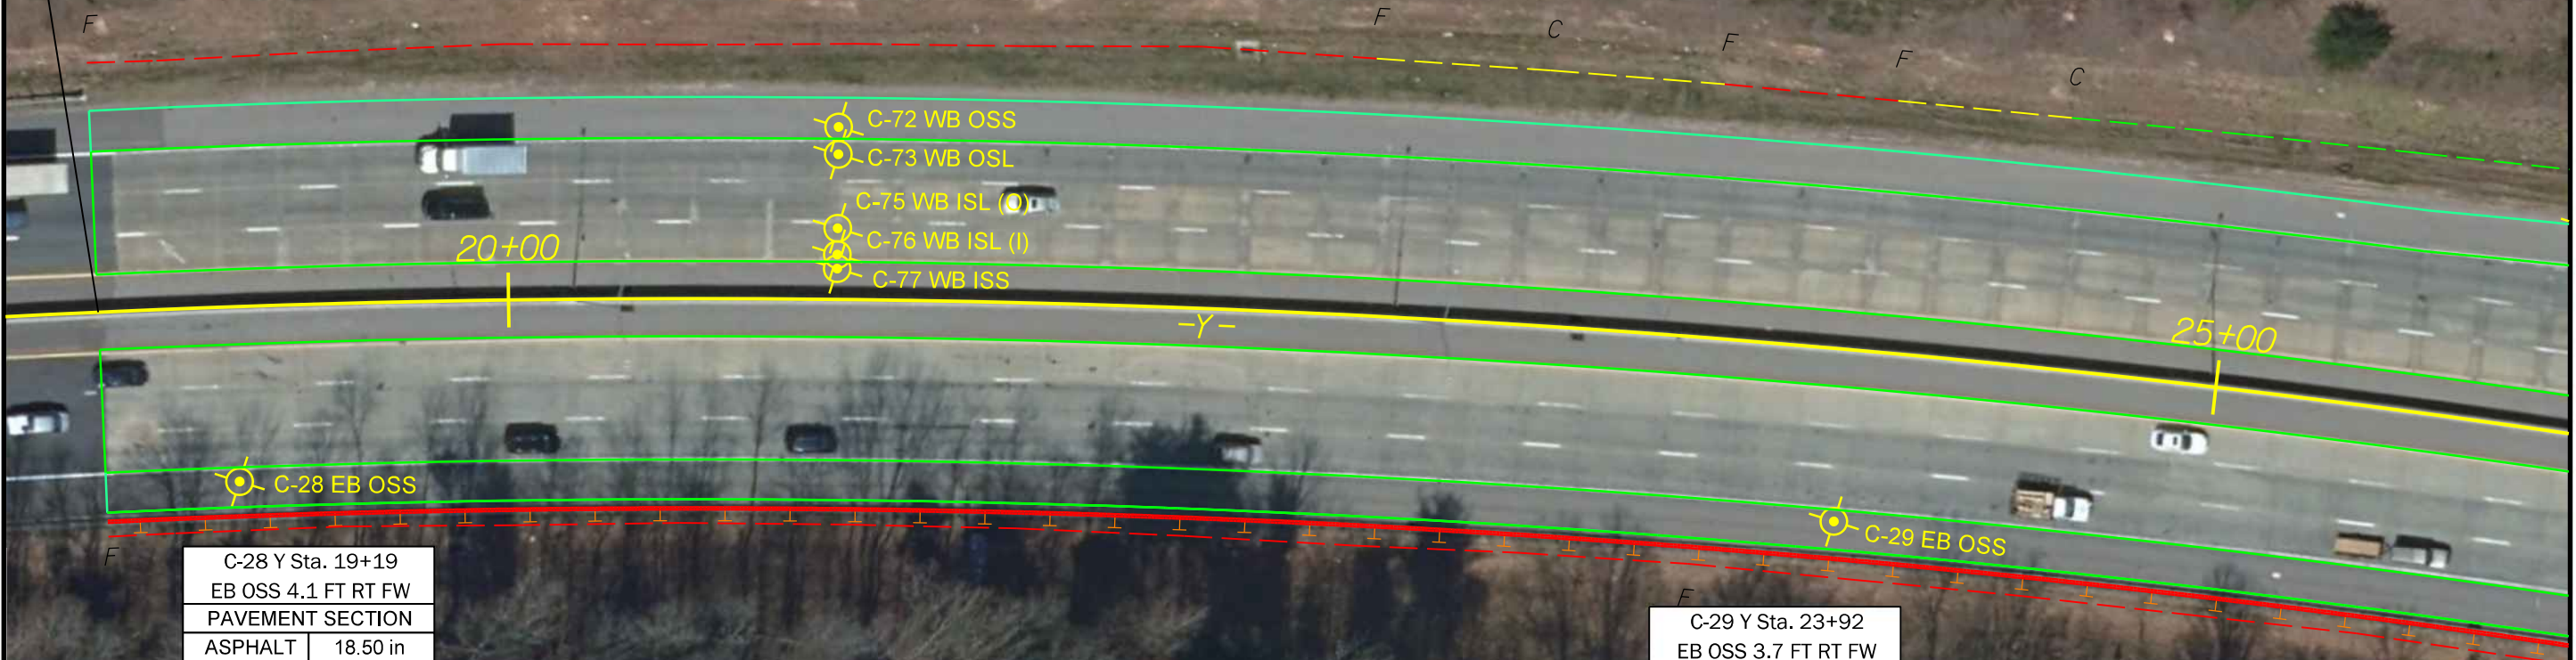 F
F
C
F
F
C
C-72 WB OSS
C-73 WB OSL
C-75 WB ISL (O)
C-76 WB ISL (I)
C-77 WB ISS
20+00
-Y-
25+00
C-28 EB OSS
C-29 EB OSS
F
F
C-28 Y Sta. 19+19
EB OSS 4.1 FT RT FW
PAVEMENT SECTION
ASPHALT 18.50 in
C-29 Y Sta. 23+92
EB OSS 3.7 FT RT FW